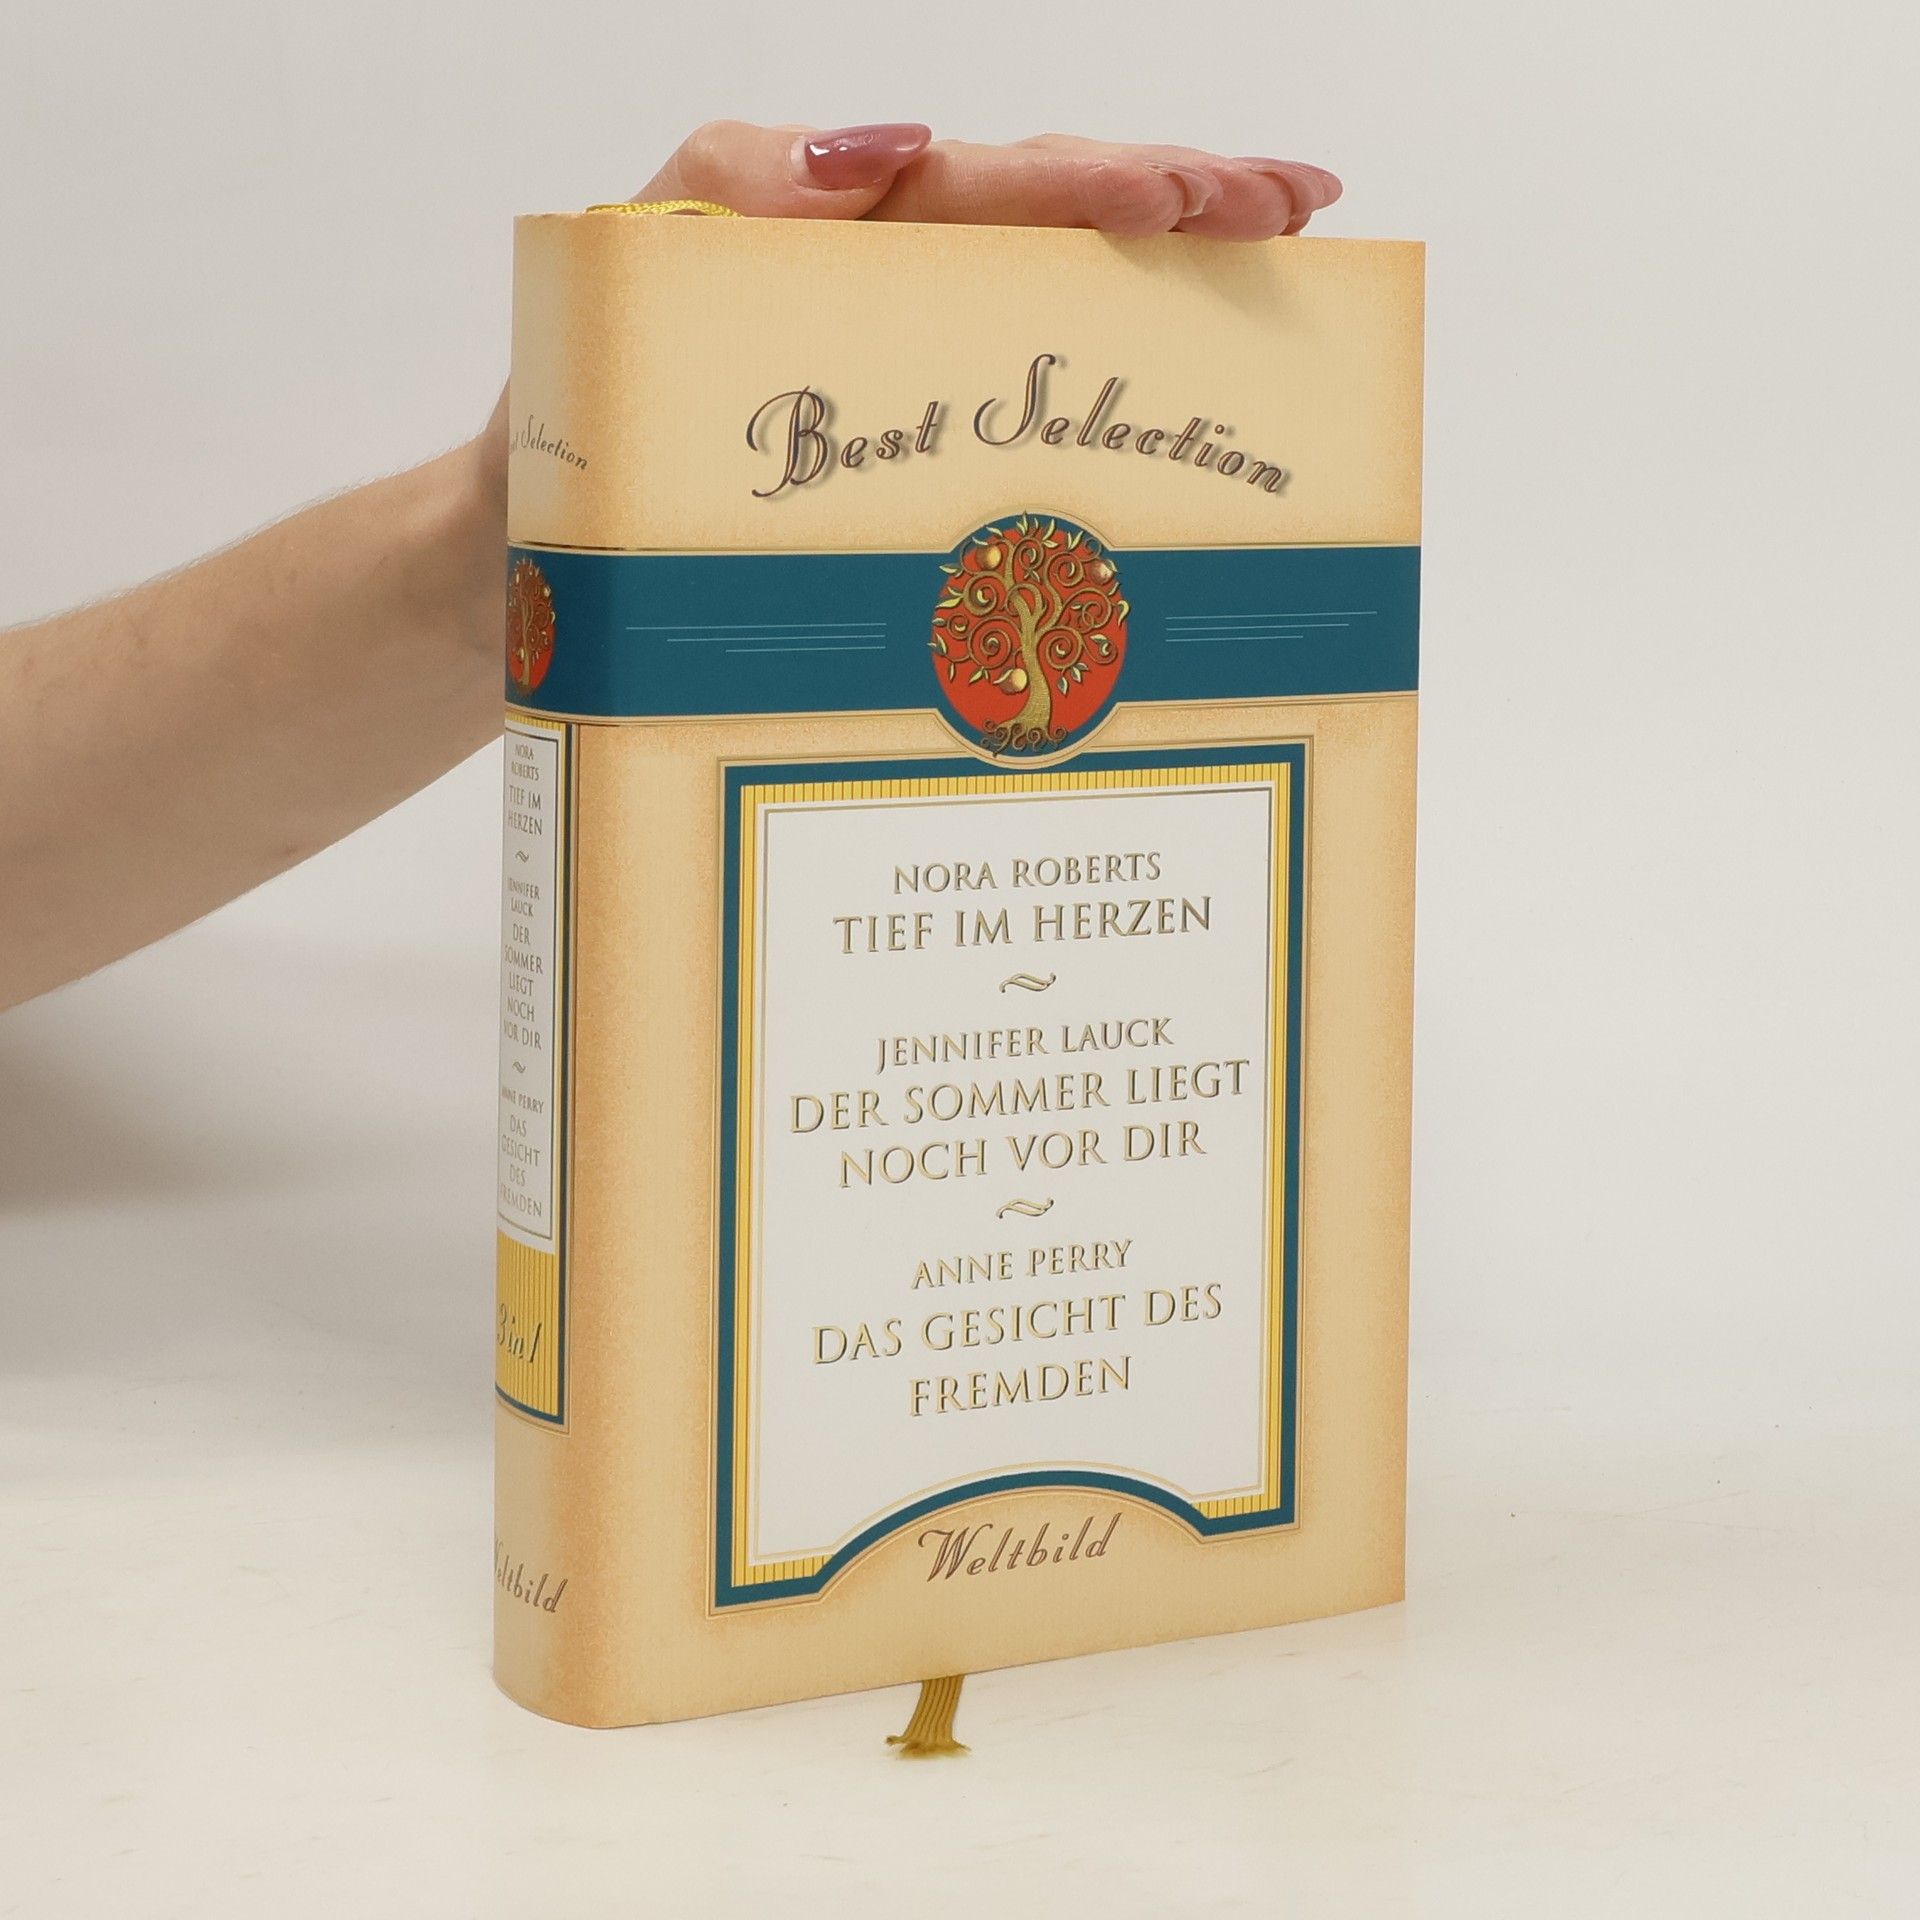 Best Selection
NORA ROBERTS
TIEF IM HERZEN
JENNIFER LAUCK
DER SOMMER LIEGT
NOCH VOR DIR
ANNE PERRY
DAS GESICHT DES
FREMDEN
Weltbild
Selection
NORA
ROBERTS
TIEF IM
HERZEN
JENNIFER
LAUCK
DER
SOMMER
LIEGT
NOCH
VOR DIR
ANNE PERRY
DAS
GESICHT
DES
FREMDEN
3in1
Weltbild